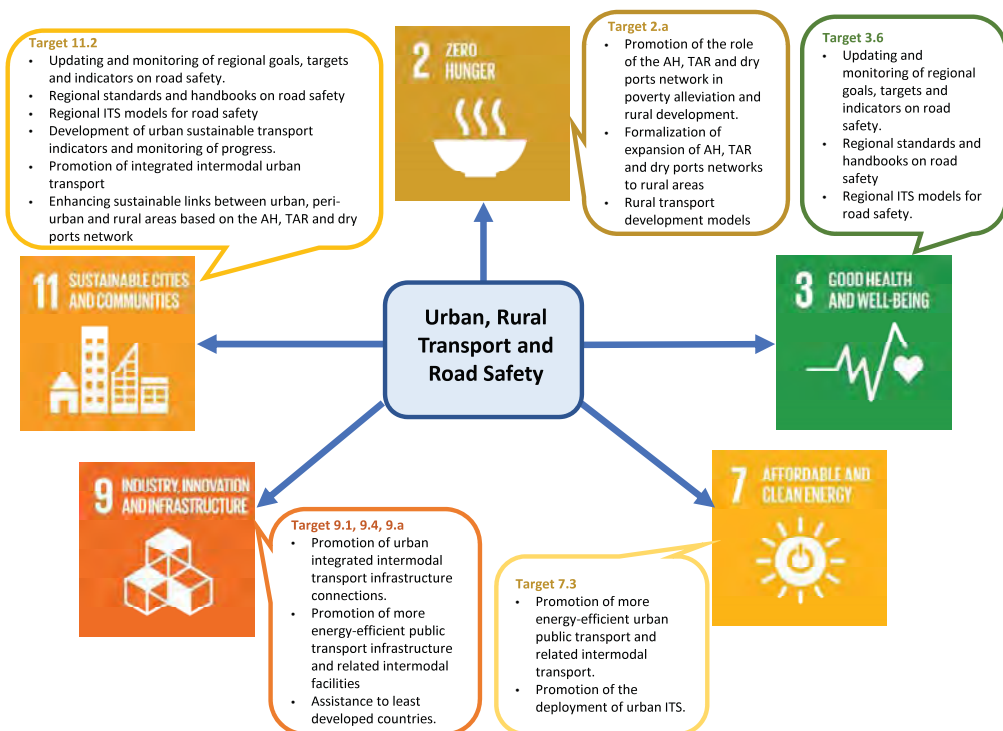 Target 11.2
• Updating and monitoring of regional goals, targets
and indicators on road safety.
• Regional standards and handbooks on road safety
• Regional ITS models for road safety
• Development of urban sustainable transport
indicators and monitoring of progress.
• Promotion of integrated intermodal urban
transport
• Enhancing sustainable links between urban, peri-
urban and rural areas based on the AH, TAR and dry
ports network
2 ZERO
HUNGER
Target 2.a
• Promotion of the role
of the AH, TAR and dry
ports network in
poverty alleviation and
rural development.
• Formalization of
expansion of AH, TAR
and dry ports networks
to rural areas
• Rural transport
development models
Target 3.6
• Updating and
monitoring of regional
goals, targets and
indicators on road
safety.
• Regional standards and
handbooks on road
safety
• Regional ITS models for
road safety.
11 SUSTAINABLE CITIES
AND COMMUNITIES
Urban, Rural
Transport and
Road Safety
3 GOOD HEALTH
AND WELL-BEING
9 INDUSTRY, INNOVATION
AND INFRASTRUCTURE
Target 9.1, 9.4, 9.a
• Promotion of urban
integrated intermodal
transport infrastructure
connections.
• Promotion of more
energy-efficient public
transport infrastructure
and related intermodal
facilities
• Assistance to least
developed countries.
7 AFFORDABLE AND
CLEAN ENERGY
Target 7.3
• Promotion of more
energy-efficient urban
public transport and
related intermodal
transport.
• Promotion of the
deployment of urban ITS.